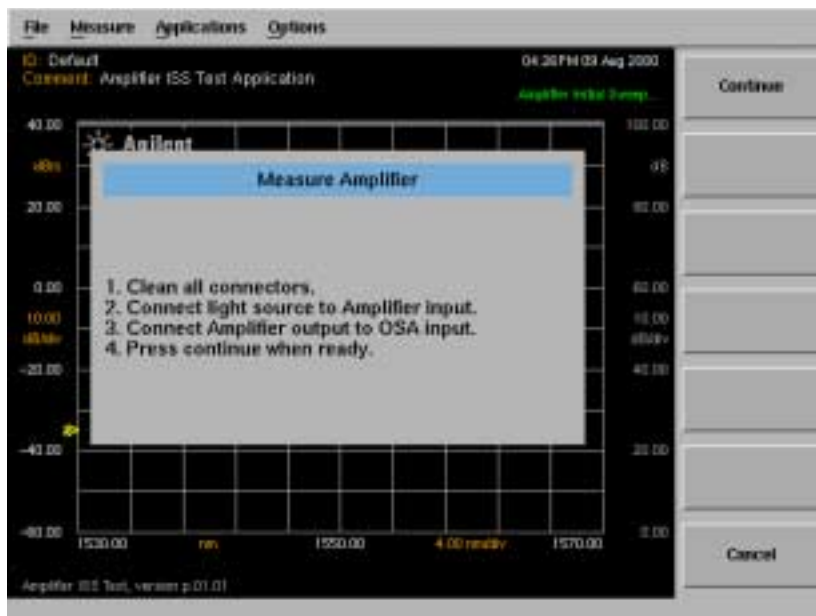 File Measure Applications Options
ID: Default
Comment: Amplifier ISS Test Application
04:26PM 03 Aug 2000
Amplifier Initial Sweep...
Continue
40.00
100.00
Agilent
dBm
dB
Measure Amplifier
20.00
80.00
1. Clean all connectors.
2. Connect light source to Amplifier input.
3. Connect Amplifier output to OSA input.
4. Press continue when ready.
0.00
60.00
10.00
dB/div
10.00
dB/div
-20.00
40.00
-40.00
20.00
-60.00
0.00
1530.00 nm 1550.00 4.00 nm/div 1570.00
Cancel
Amplifier ISS Test, version p.01.01